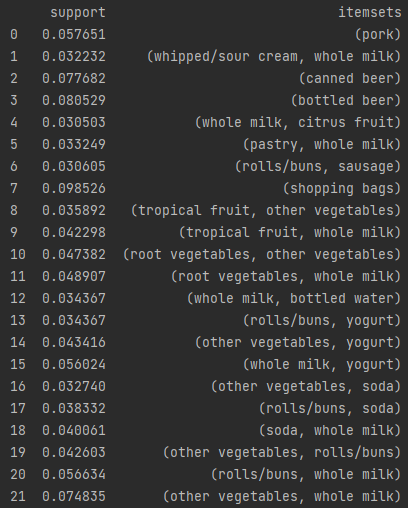 support itemsets
0 0.057651 (pork)
1 0.032232 (whipped/sour cream, whole milk)
2 0.077682 (canned beer)
3 0.080529 (bottled beer)
4 0.030503 (whole milk, citrus fruit)
5 0.033249 (pastry, whole milk)
6 0.030605 (rolls/buns, sausage)
7 0.098526 (shopping bags)
8 0.035892 (tropical fruit, other vegetables)
9 0.042298 (tropical fruit, whole milk)
10 0.047382 (root vegetables, other vegetables)
11 0.048907 (root vegetables, whole milk)
12 0.034367 (whole milk, bottled water)
13 0.034367 (rolls/buns, yogurt)
14 0.043416 (other vegetables, yogurt)
15 0.056024 (whole milk, yogurt)
16 0.032740 (other vegetables, soda)
17 0.038332 (rolls/buns, soda)
18 0.040061 (soda, whole milk)
19 0.042603 (other vegetables, rolls/buns)
20 0.056634 (rolls/buns, whole milk)
21 0.074835 (other vegetables, whole milk)